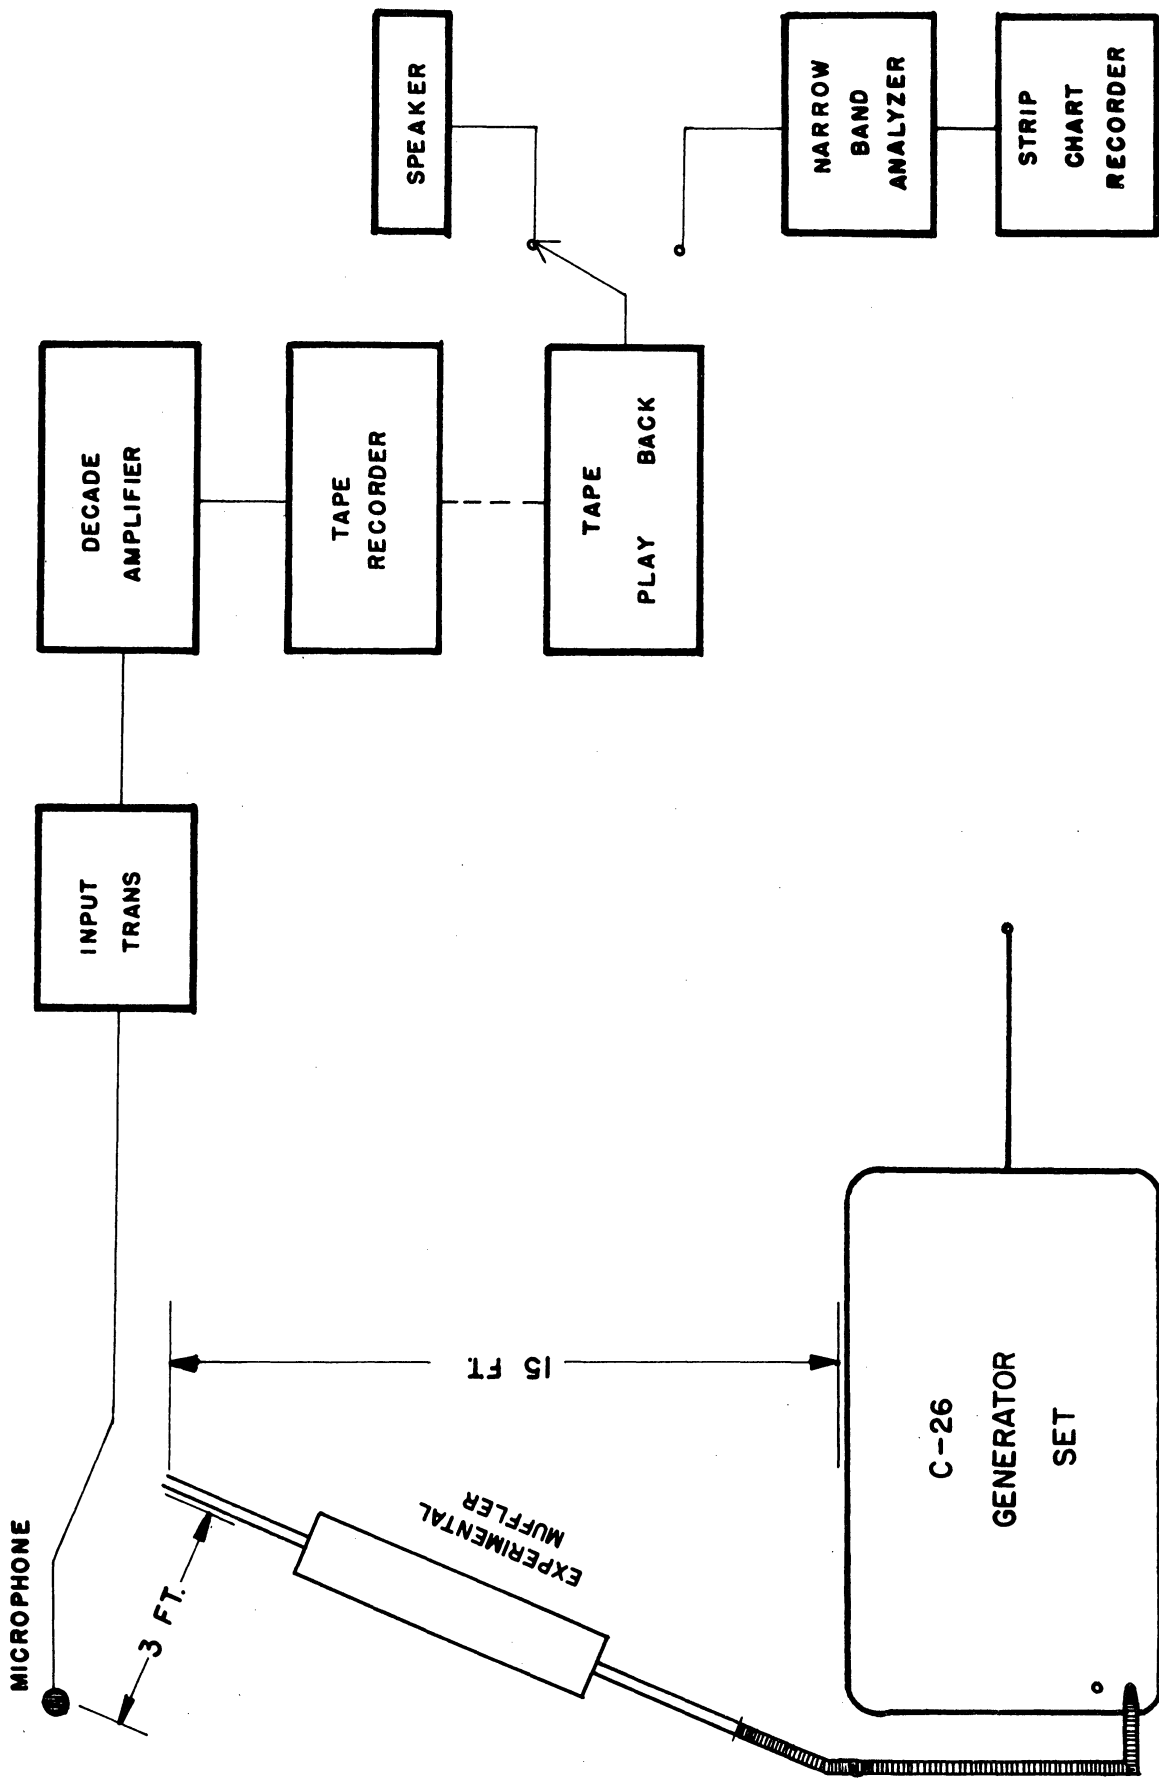 MICROPHONE
3 FT.
EXPERIMENTAL
MUFFLER
15 FT.
C-26
GENERATOR
SET
INPUT
TRANS
DECADE
AMPLIFIER
TAPE
RECORDER
TAPE
PLAY BACK
SPEAKER
NARROW
BAND
ANALYZER
STRIP
CHART
RECORDER